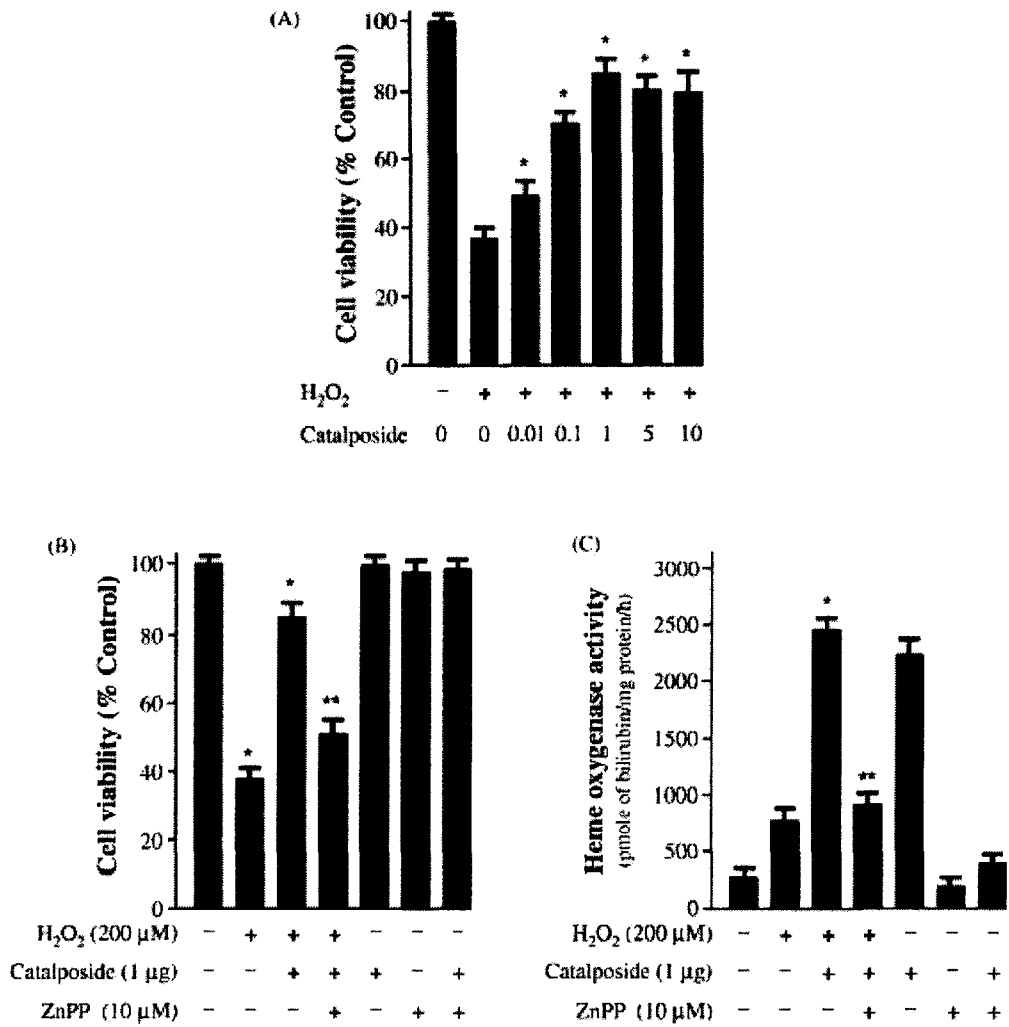 (A)
Cell viability (% Control)
100
80
60
40
20
0
* * * * *
H₂O₂ − + + + + + +
Catalposide 0 0 0.01 0.1 1 5 10
(B)
Cell viability (% Control)
100
80
60
40
20
0
* * **
H₂O₂ (200 µM) − + + + − − −
Catalposide (1 µg) − − + + + − +
ZnPP (10 µM) − − − + − + +
(C)
Heme oxygenase activity
(pmole of bilirubin/mg protein/h)
3000
2500
2000
1500
1000
500
0
* **
H₂O₂ (200 µM) − + + + − − −
Catalposide (1 µg) − − + + + − +
ZnPP (10 µM) − − − + − + +